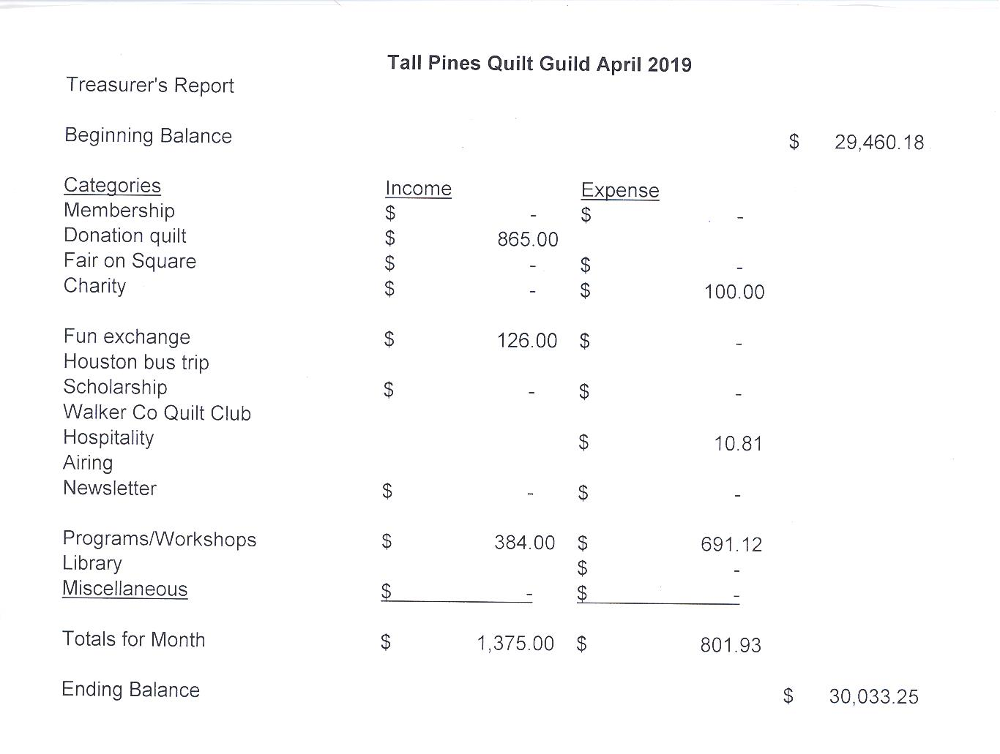 Tall Pines Quilt Guild April 2019
Treasurer's Report
Beginning Balance $ 29,460.18
Categories Income Expense
Membership $ - $ -
Donation quilt $ 865.00
Fair on Square $ - $ -
Charity $ - $ 100.00
Fun exchange $ 126.00 $ -
Houston bus trip
Scholarship $ - $ -
Walker Co Quilt Club
Hospitality $ 10.81
Airing
Newsletter $ - $ -
Programs/Workshops $ 384.00 $ 691.12
Library $ -
Miscellaneous $ - $ -
Totals for Month $ 1,375.00 $ 801.93
Ending Balance $ 30,033.25